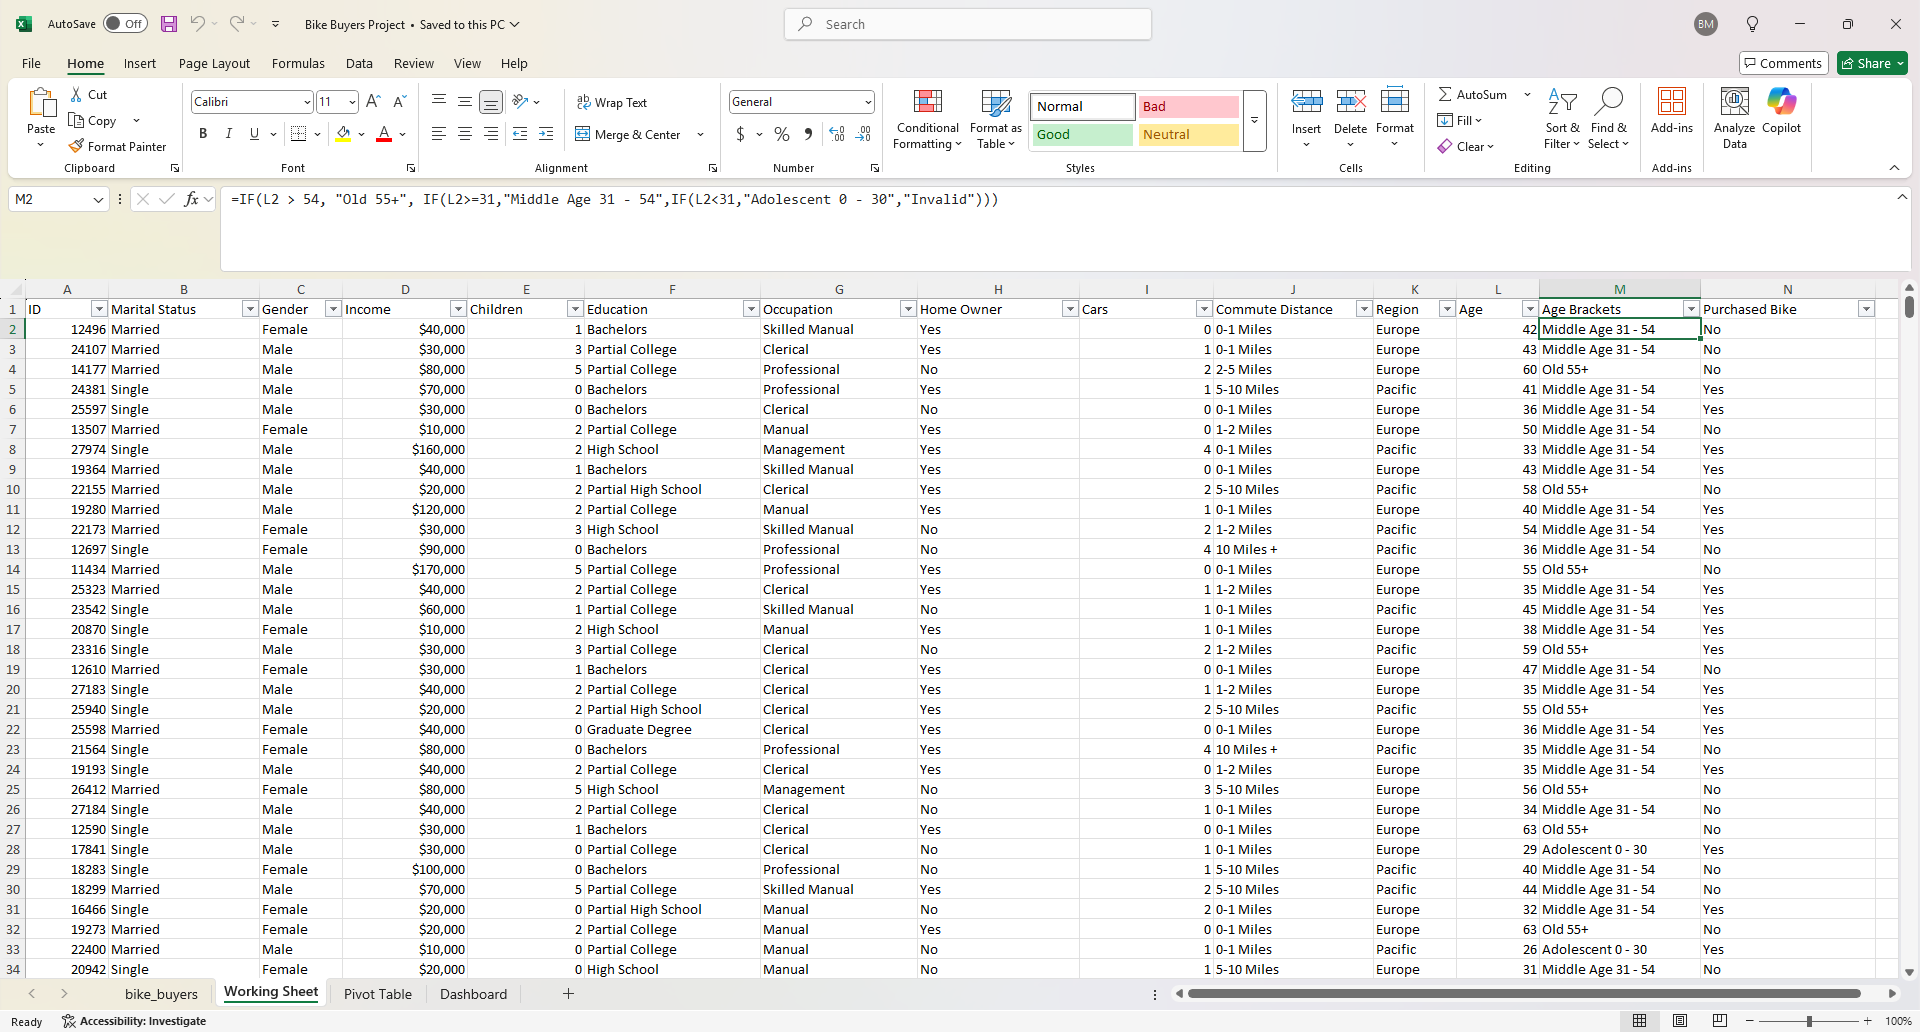 AutoSave Off Bike Buyers Project • Saved to this PC Search BM
File Home Insert Page Layout Formulas Data Review View Help Comments Share
Paste Cut Copy Format Painter Clipboard
Calibri 11 A A B I U A Font
ab Wrap Text Merge & Center Alignment
General $ % , Number
Conditional Formatting Format as Table Normal Bad Good Neutral Styles
Insert Delete Format Cells
AutoSum Fill Clear Sort & Filter Find & Select Editing
Add-ins Add-ins
Analyze Data Copilot
M2 fx =IF(L2 > 54, "Old 55+", IF(L2>=31,"Middle Age 31 - 54",IF(L2<31,"Adolescent 0 - 30","Invalid")))
A B C D E F G H I J K L M N
1 ID Marital Status Gender Income Children Education Occupation Home Owner Cars Commute Distance Region Age Age Brackets Purchased Bike
2 12496 Married Female $40,000 1 Bachelors Skilled Manual Yes 0 0-1 Miles Europe 42 Middle Age 31 - 54 No
3 24107 Married Male $30,000 3 Partial College Clerical Yes 1 0-1 Miles Europe 43 Middle Age 31 - 54 No
4 14177 Married Male $80,000 5 Partial College Professional No 2 2-5 Miles Europe 60 Old 55+ No
5 24381 Single Male $70,000 0 Bachelors Professional Yes 1 5-10 Miles Pacific 41 Middle Age 31 - 54 Yes
6 25597 Single Male $30,000 0 Bachelors Clerical No 0 0-1 Miles Europe 36 Middle Age 31 - 54 Yes
7 13507 Married Female $10,000 2 Partial College Manual Yes 0 1-2 Miles Europe 50 Middle Age 31 - 54 No
8 27974 Single Male $160,000 2 High School Management Yes 4 0-1 Miles Pacific 33 Middle Age 31 - 54 Yes
9 19364 Married Male $40,000 1 Bachelors Skilled Manual Yes 0 0-1 Miles Europe 43 Middle Age 31 - 54 Yes
10 22155 Married Male $20,000 2 Partial High School Clerical Yes 2 5-10 Miles Pacific 58 Old 55+ No
11 19280 Married Male $120,000 2 Partial College Manual Yes 1 0-1 Miles Europe 40 Middle Age 31 - 54 Yes
12 22173 Married Female $30,000 3 High School Skilled Manual No 2 1-2 Miles Pacific 54 Middle Age 31 - 54 Yes
13 12697 Single Female $90,000 0 Bachelors Professional No 4 10 Miles + Pacific 36 Middle Age 31 - 54 No
14 11434 Married Male $170,000 5 Partial College Professional Yes 0 0-1 Miles Europe 55 Old 55+ No
15 25323 Married Male $40,000 2 Partial College Clerical Yes 1 1-2 Miles Europe 35 Middle Age 31 - 54 Yes
16 23542 Single Male $60,000 1 Partial College Skilled Manual No 1 0-1 Miles Pacific 45 Middle Age 31 - 54 Yes
17 20870 Single Female $10,000 2 High School Manual Yes 1 0-1 Miles Europe 38 Middle Age 31 - 54 Yes
18 23316 Single Male $30,000 3 Partial College Clerical No 2 1-2 Miles Pacific 59 Old 55+ Yes
19 12610 Married Female $30,000 1 Bachelors Clerical Yes 0 0-1 Miles Europe 47 Middle Age 31 - 54 No
20 27183 Single Male $40,000 2 Partial College Clerical Yes 1 1-2 Miles Europe 35 Middle Age 31 - 54 Yes
21 25940 Single Male $20,000 2 Partial High School Clerical Yes 2 5-10 Miles Pacific 55 Old 55+ Yes
22 25598 Married Female $40,000 0 Graduate Degree Clerical Yes 0 0-1 Miles Europe 36 Middle Age 31 - 54 Yes
23 21564 Single Female $80,000 0 Bachelors Professional Yes 4 10 Miles + Pacific 35 Middle Age 31 - 54 No
24 19193 Single Male $40,000 2 Partial College Clerical Yes 0 1-2 Miles Europe 35 Middle Age 31 - 54 Yes
25 26412 Married Female $80,000 5 High School Management No 3 5-10 Miles Europe 56 Old 55+ No
26 27184 Single Male $40,000 2 Partial College Clerical No 1 0-1 Miles Europe 34 Middle Age 31 - 54 No
27 12590 Single Male $30,000 1 Bachelors Clerical Yes 0 0-1 Miles Europe 63 Old 55+ No
28 17841 Single Male $30,000 0 Partial College Clerical No 1 0-1 Miles Europe 29 Adolescent 0 - 30 Yes
29 18283 Single Female $100,000 0 Bachelors Professional No 1 5-10 Miles Pacific 40 Middle Age 31 - 54 No
30 18299 Married Male $70,000 5 Partial College Skilled Manual Yes 2 5-10 Miles Pacific 44 Middle Age 31 - 54 No
31 16466 Single Female $20,000 0 Partial High School Manual No 2 0-1 Miles Europe 32 Middle Age 31 - 54 Yes
32 19273 Married Female $20,000 2 Partial College Manual Yes 0 0-1 Miles Europe 63 Old 55+ No
33 22400 Married Male $10,000 0 Partial College Manual No 1 0-1 Miles Pacific 26 Adolescent 0 - 30 Yes
34 20942 Single Female $20,000 0 High School Manual No 1 5-10 Miles Europe 31 Middle Age 31 - 54 No
bike_buyers Working Sheet Pivot Table Dashboard
Ready Accessibility: Investigate 100%